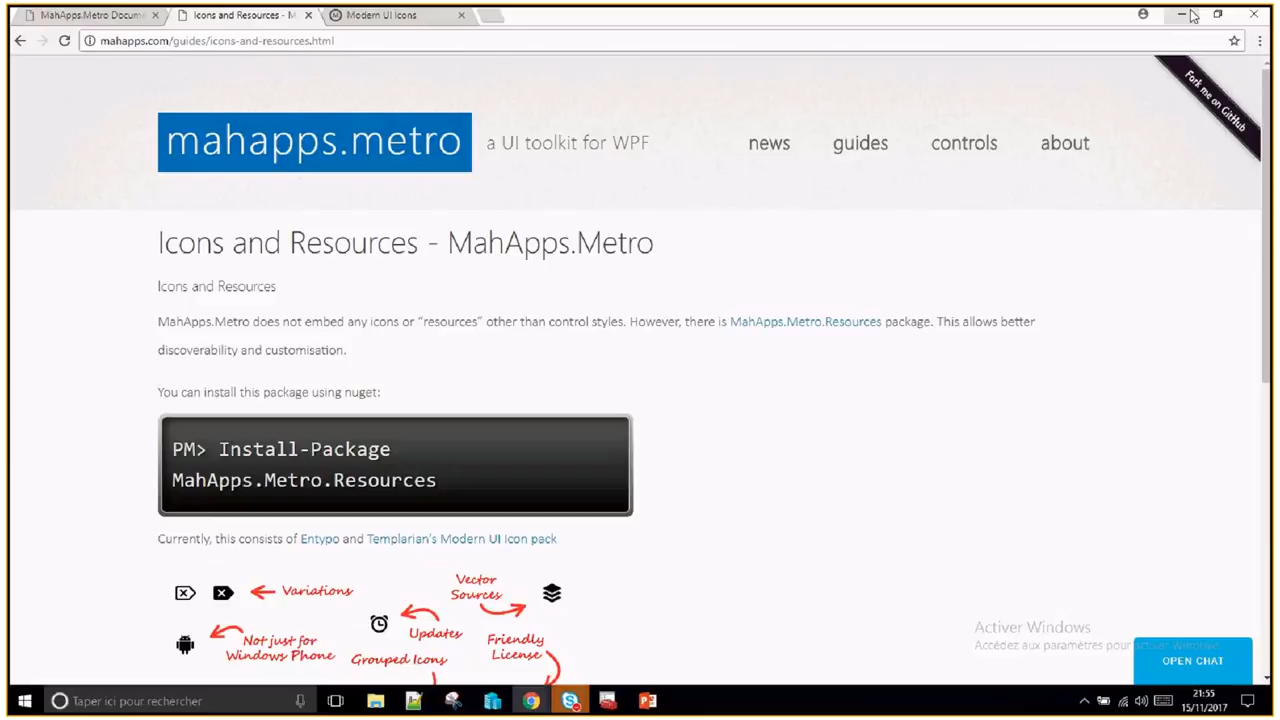 MahApps.Metro Docum
Icons and Resources - M
Modern UI Icons
mahapps.com/guides/icons-and-resources.html
Fork me on GitHub
mahapps.metro
a UI toolkit for WPF
news
guides
controls
about
Icons and Resources - MahApps.Metro
Icons and Resources
MahApps.Metro does not embed any icons or “resources” other than control styles. However, there is MahApps.Metro.Resources package. This allows better
discoverability and customisation.
You can install this package using nuget:
PM> Install-Package
MahApps.Metro.Resources
Currently, this consists of Entypo and Templarian's Modern UI Icon pack
Variations
Vector
Sources
Updates
Not just for
Windows Phone
Friendly
License
Grouped Icons
Activer Windows
Accédez aux paramètres pour activer Windows.
OPEN CHAT
Taper ici pour rechercher
21:55
15/11/2017